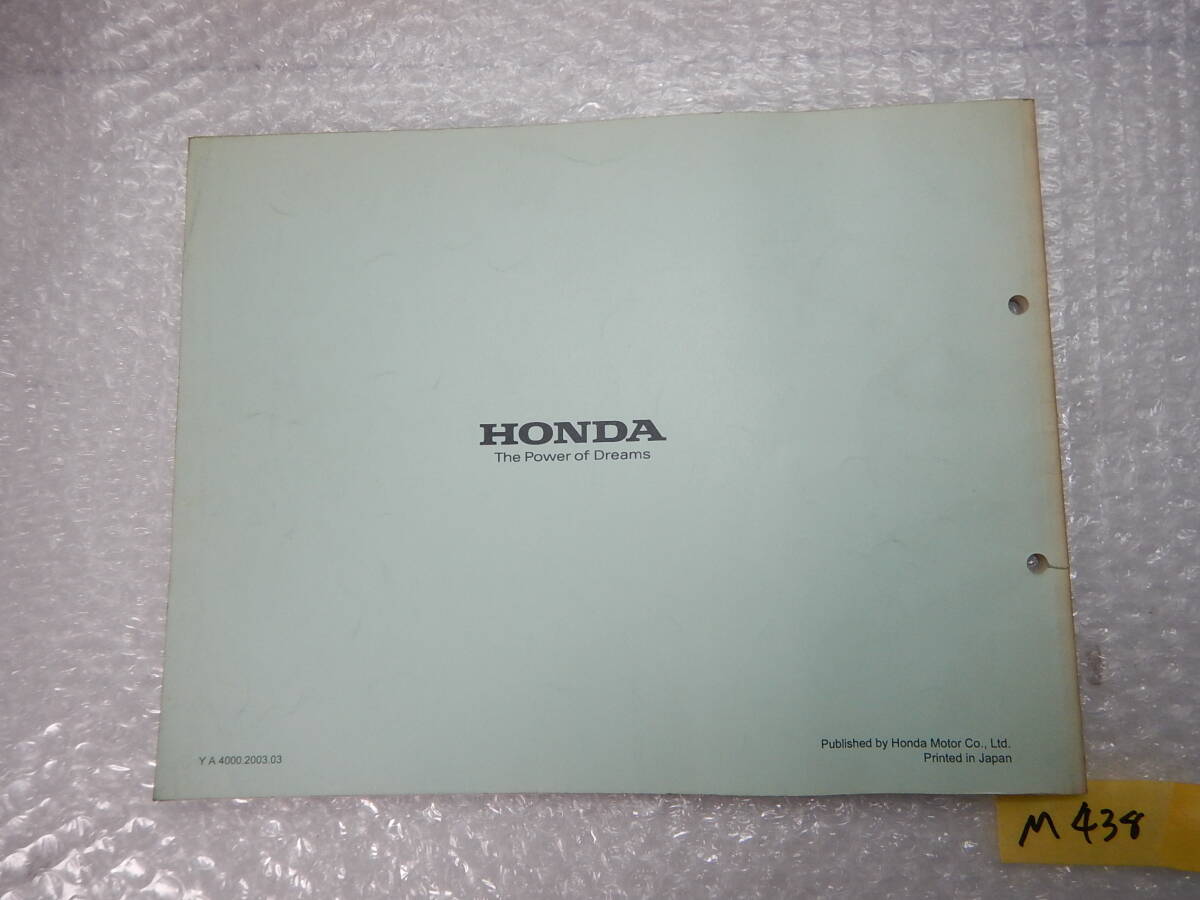 HONDA
The Power of Dreams
Y A 4000.2003.03
Published by Honda Motor Co., Ltd.
Printed in Japan
M 438